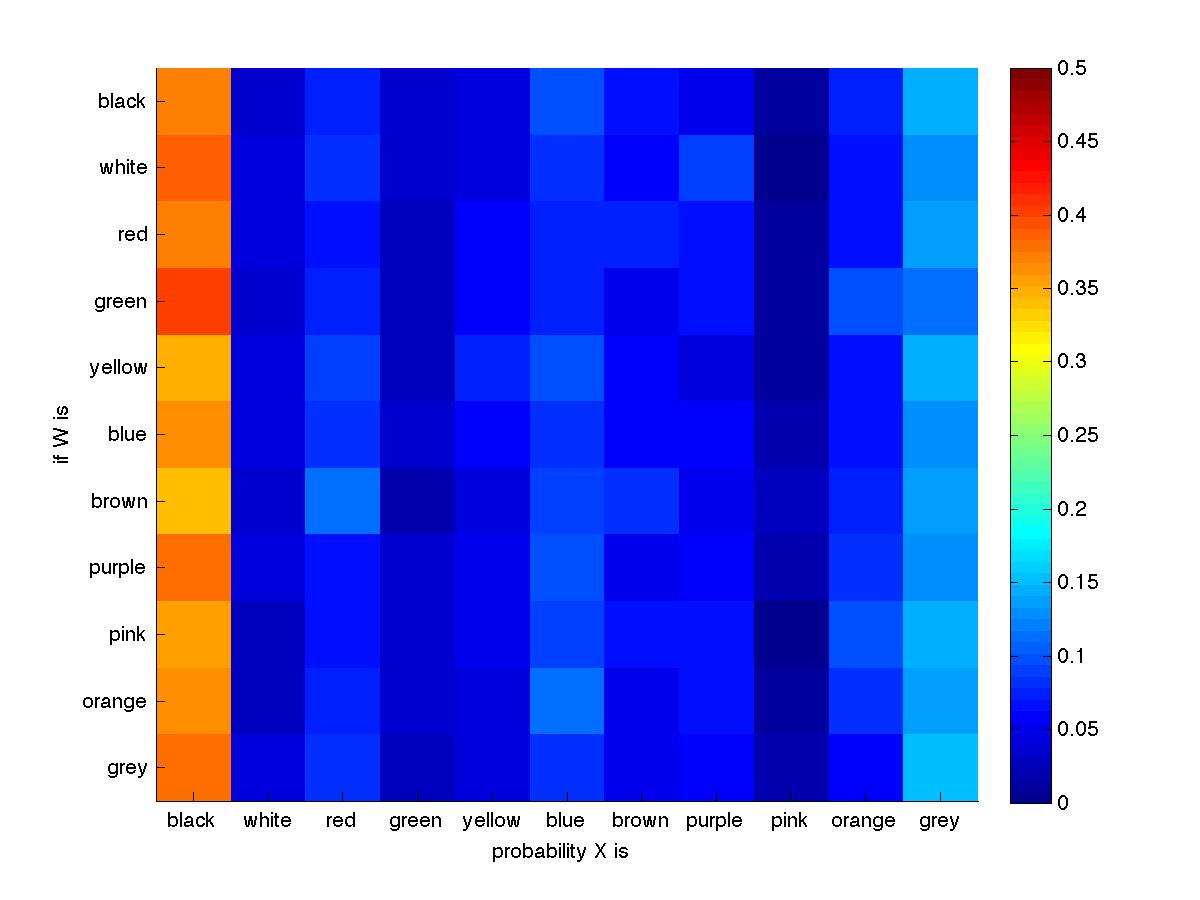 0.5
black
0.45
white
0.4
red
0.35
green
0.3
yellow
0.25
if W is
blue
0.2
brown
0.15
purple
0.1
pink
0.05
orange
grey
0
black white red green yellow blue brown purple pink orange grey
probability X is